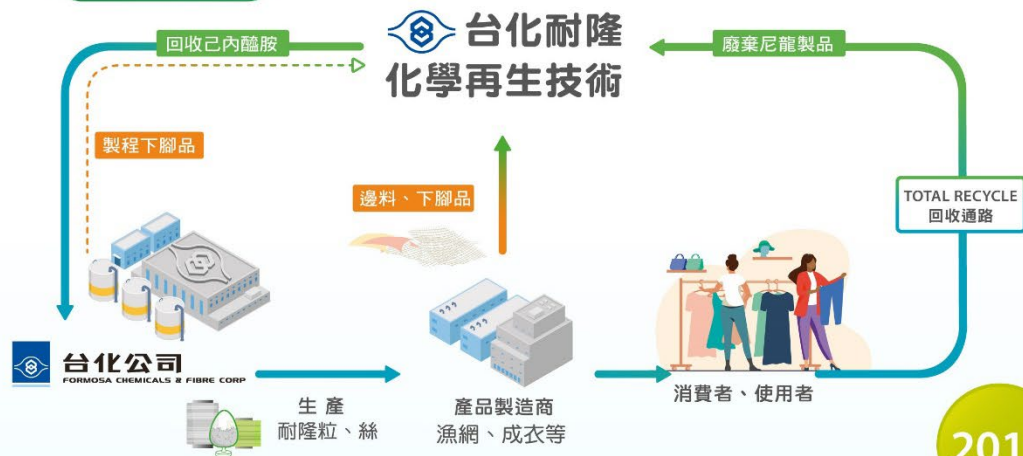 台化耐隆
化學再生技術
回收己內醯胺
廢棄尼龍製品
製程下腳品
邊料、下腳品
TOTAL RECYCLE
回收通路
台化公司
FORMOSA CHEMICALS & FIBRE CORP
生 產
耐隆粒、絲
產品製造商
漁網、成衣等
消費者、使用者
201